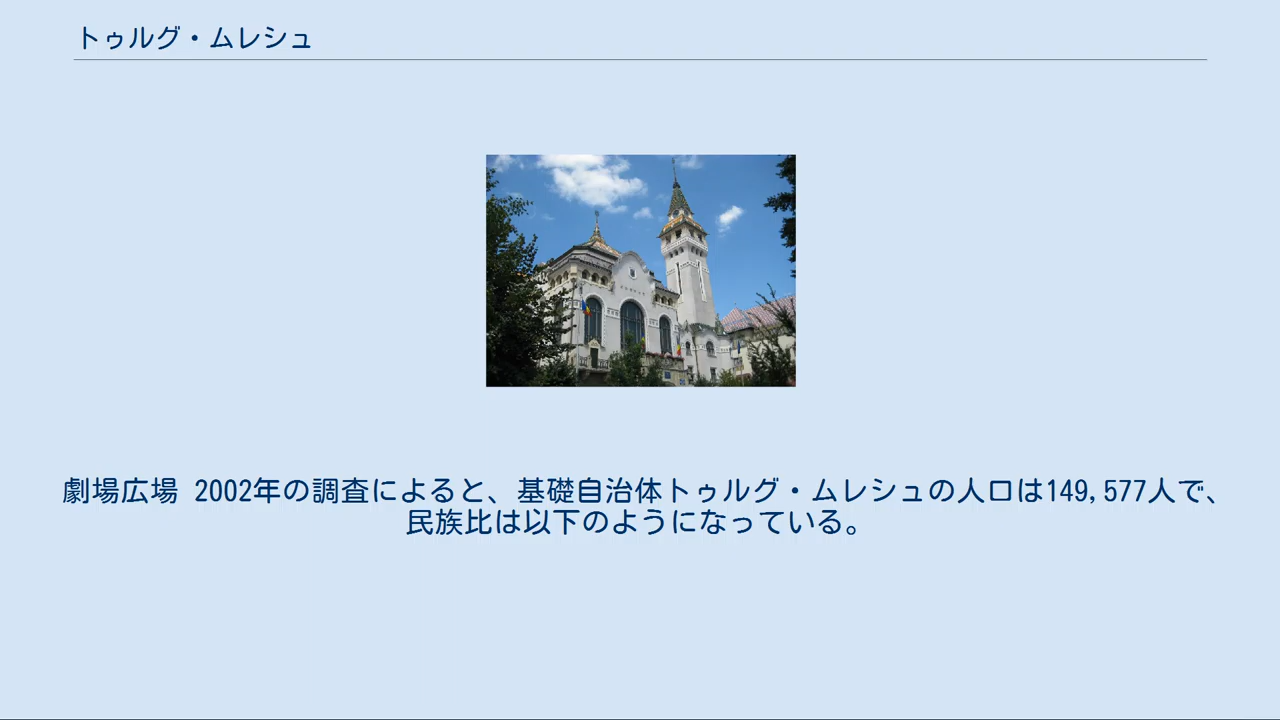 トゥルグ・ムレシュ
劇場広場 2002年の調査によると、基礎自治体トゥルグ・ムレシュの人口は149,577人で、
民族比は以下のようになっている。